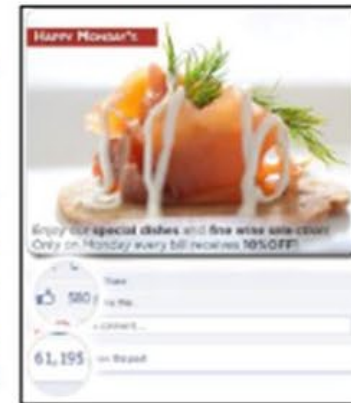 HAPPY MONDAY'S
Enjoy our special dishes and fine wine selection!
Only on Monday every bill receives 10%OFF!
580
61,195